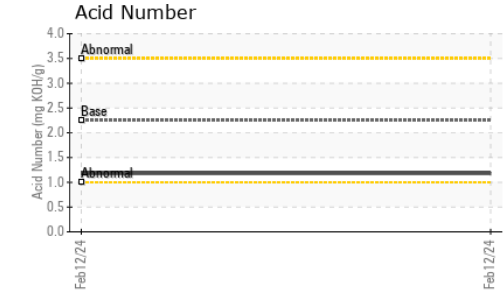 Acid Number
Acid Number (mg KOH/g)
4.0
3.5
3.0
2.5
2.0
1.5
1.0
0.5
0.0
Abnormal
Base
Abnormal
Feb12/24
Feb12/24